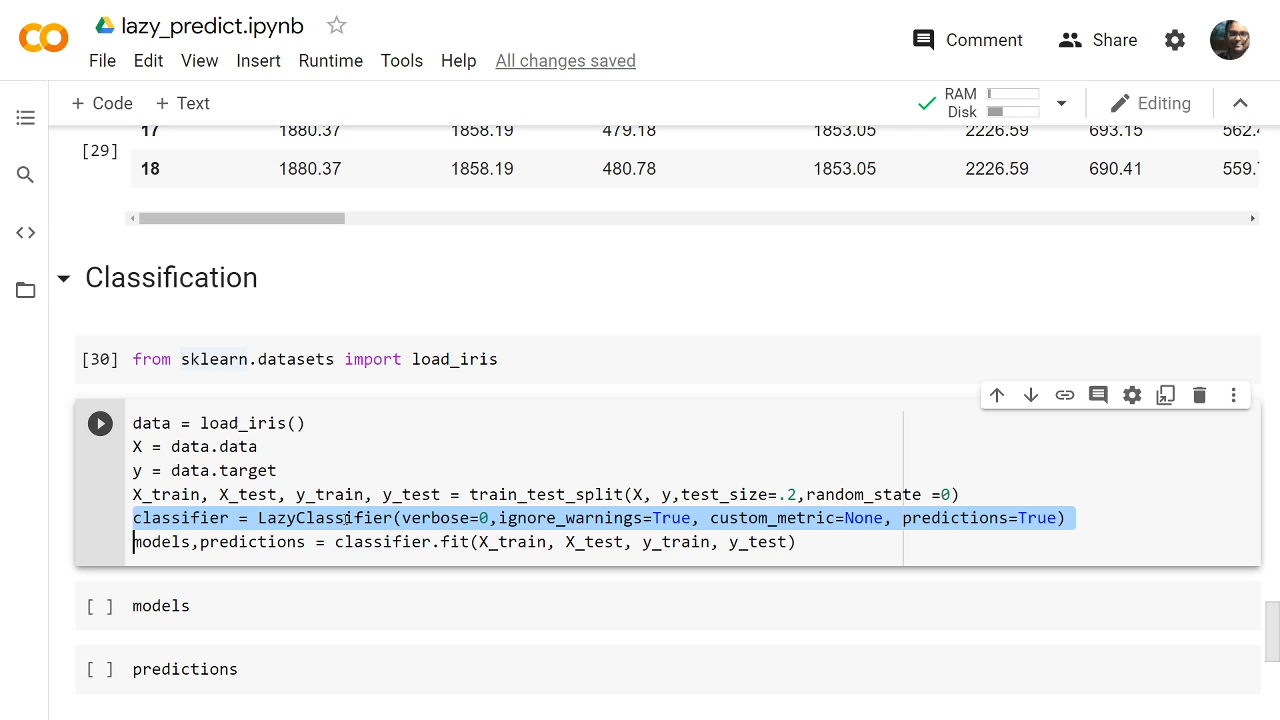 lazy_predict.ipynb
Comment
Share
File Edit View Insert Runtime Tools Help All changes saved
+ Code + Text
RAM
Disk
Editing
17 1880.37 1858.19 479.18 1853.05 2226.59 693.15
[29]
18 1880.37 1858.19 480.78 1853.05 2226.59 690.41
Classification
[30] from sklearn.datasets import load_iris
data = load_iris()
X = data.data
y = data.target
X_train, X_test, y_train, y_test = train_test_split(X, y,test_size=.2,random_state =0)
classifier = LazyClassifier(verbose=0,ignore_warnings=True, custom_metric=None, predictions=True)
models,predictions = classifier.fit(X_train, X_test, y_train, y_test)
[ ] models
[ ] predictions